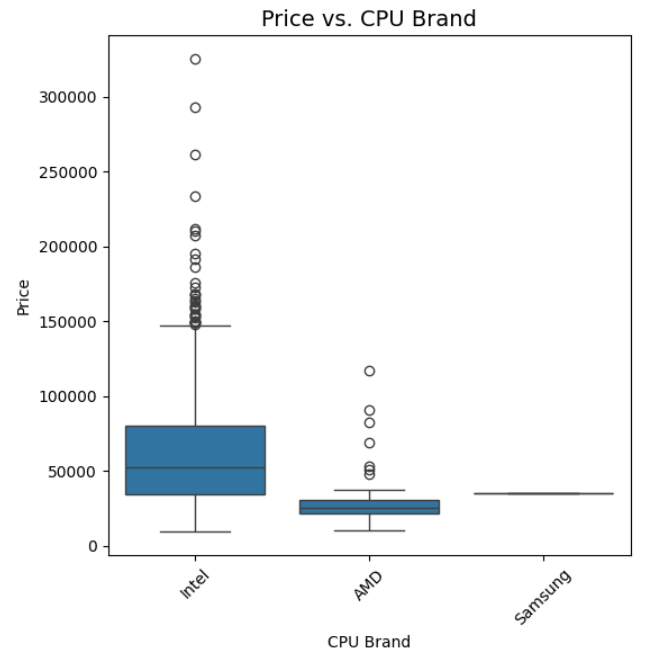 Price vs. CPU Brand
Price
300000
250000
200000
150000
100000
50000
0
Intel
AMD
Samsung
CPU Brand